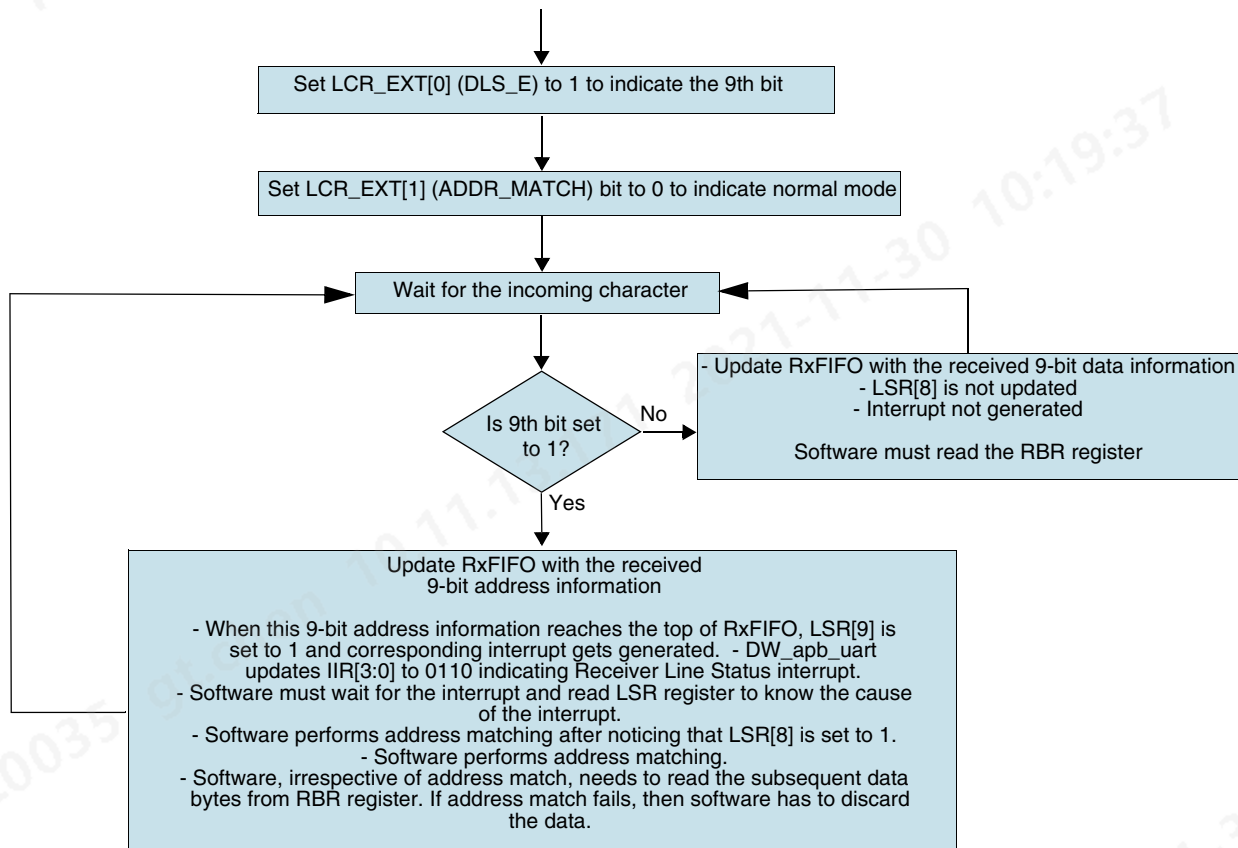 Set LCR_EXT[0] (DLS_E) to 1 to indicate the 9th bit
Set LCR_EXT[1] (ADDR_MATCH) bit to 0 to indicate normal mode
Wait for the incoming character
- Update RxFIFO with the received 9-bit data information
- LSR[8] is not updated
- Interrupt not generated
Software must read the RBR register
Is 9th bit set
to 1?
No
Yes
Update RxFIFO with the received
9-bit address information
- When this 9-bit address information reaches the top of RxFIFO, LSR[9] is
set to 1 and corresponding interrupt gets generated. - DW_apb_uart
updates IIR[3:0] to 0110 indicating Receiver Line Status interrupt.
- Software must wait for the interrupt and read LSR register to know the cause
of the interrupt.
- Software performs address matching after noticing that LSR[8] is set to 1.
- Software performs address matching.
- Software, irrespective of address match, needs to read the subsequent data
bytes from RBR register. If address match fails, then software has to discard
the data.
2021-11-30 10:19:37